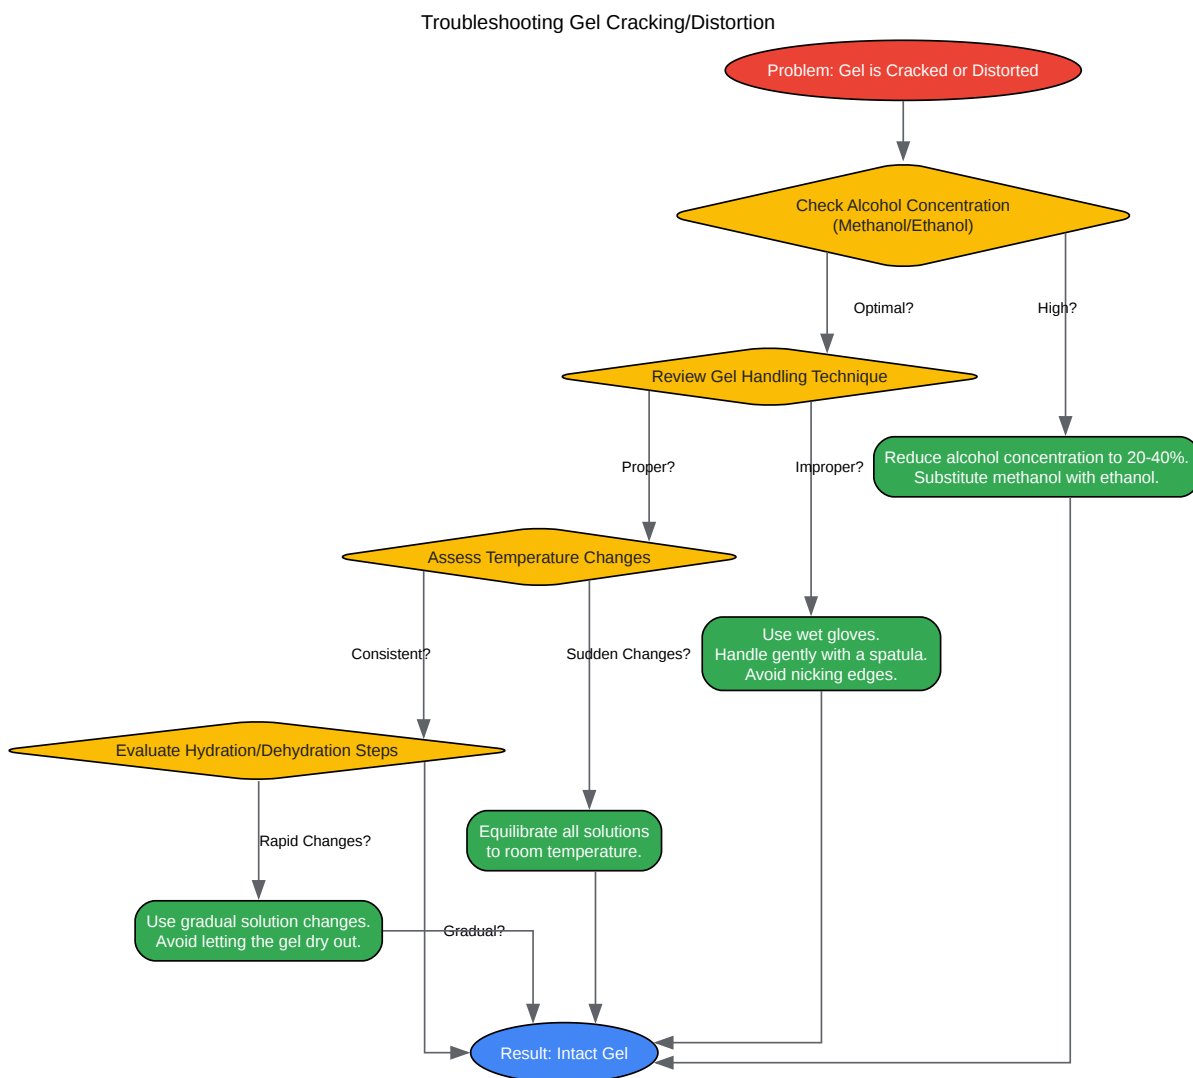 Troubleshooting Gel Cracking/Distortion
Problem: Gel is Cracked or Distorted
Check Alcohol Concentration
(Methanol/Ethanol)
Optimal?
High?
Review Gel Handling Technique
Proper?
Improper?
Reduce alcohol concentration to 20-40%.
Substitute methanol with ethanol.
Assess Temperature Changes
Consistent?
Sudden Changes?
Use wet gloves.
Handle gently with a spatula.
Avoid nicking edges.
Evaluate Hydration/Dehydration Steps
Rapid Changes?
Equilibrate all solutions
to room temperature.
Use gradual solution changes.
Avoid letting the gel dry out.
Gradual?
Result: Intact Gel